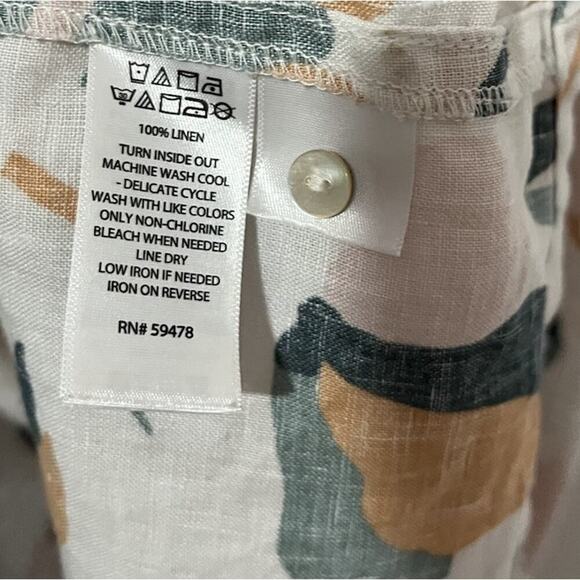 100% LINEN
TURN INSIDE OUT
MACHINE WASH COOL
- DELICATE CYCLE
WASH WITH LIKE COLORS
ONLY NON-CHLORINE
BLEACH WHEN NEEDED
LINE DRY
LOW IRON IF NEEDED
IRON ON REVERSE
RN# 59478